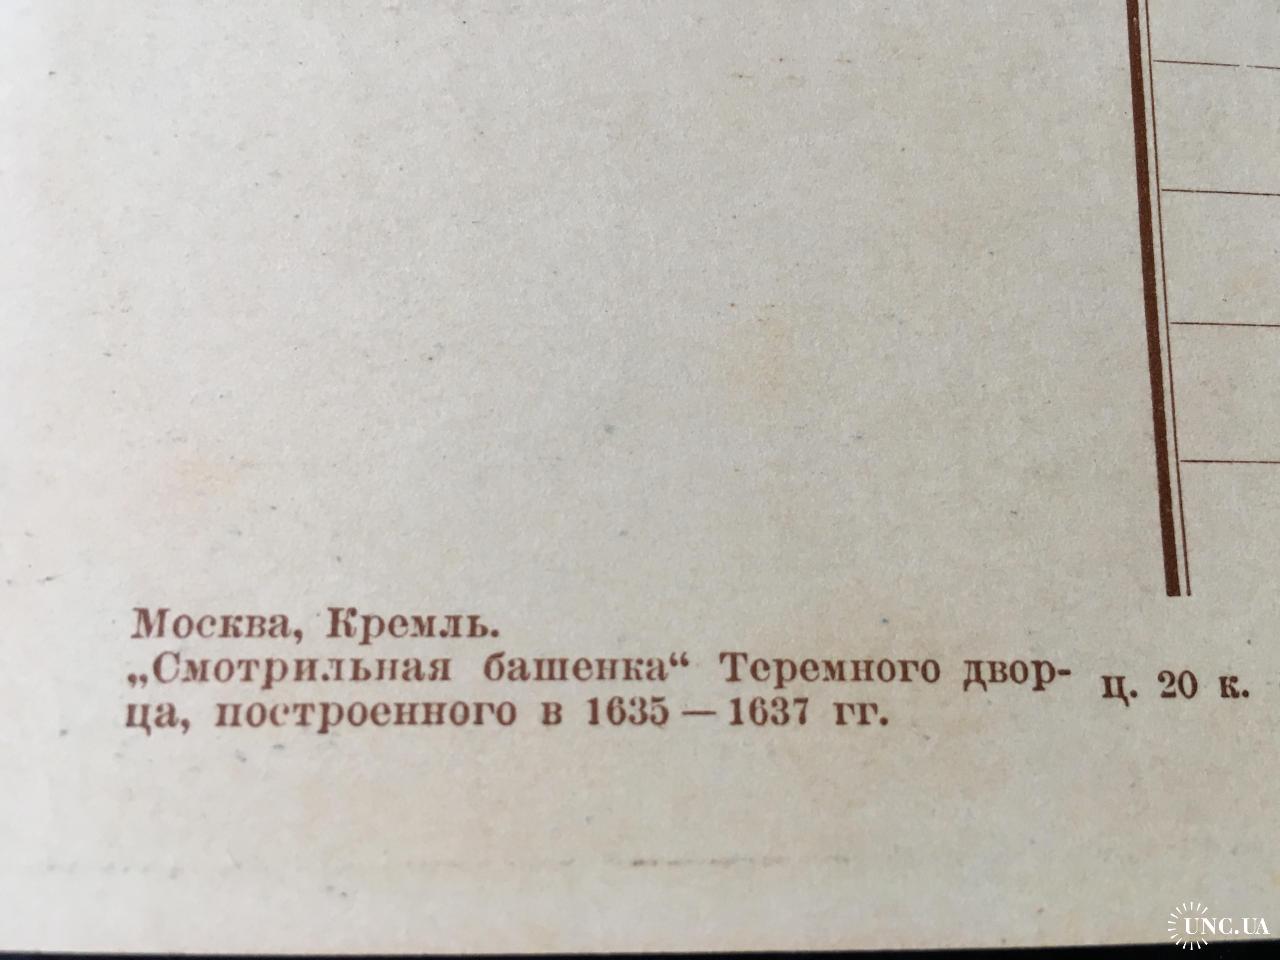 Москва, Кремль.
„Смотрильная башенка“ Теремного двор-
ца, построенного в 1635 — 1637 гг.
ц. 20 к.
UNC.UA